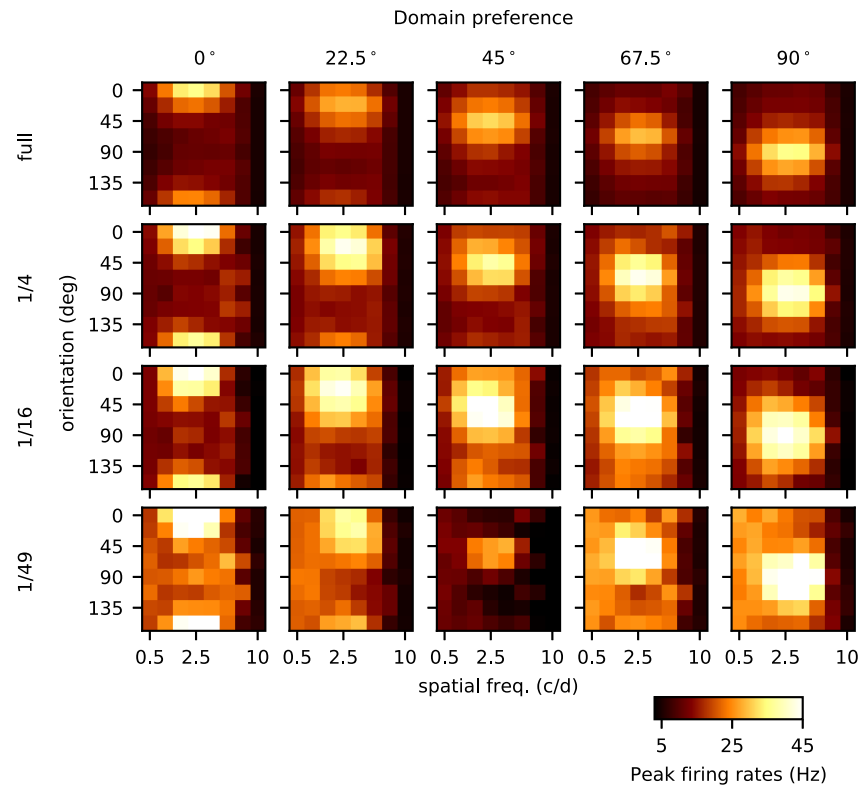 Domain preference
0° 22.5° 45° 67.5° 90°
full
0
45
90
135
1/4
0
45
90
135
1/16
0
45
90
135
1/49
0
45
90
135
orientation (deg)
0.5 2.5 10 0.5 2.5 10 0.5 2.5 10 0.5 2.5 10 0.5 2.5 10
spatial freq. (c/d)
5 25 45
Peak firing rates (Hz)